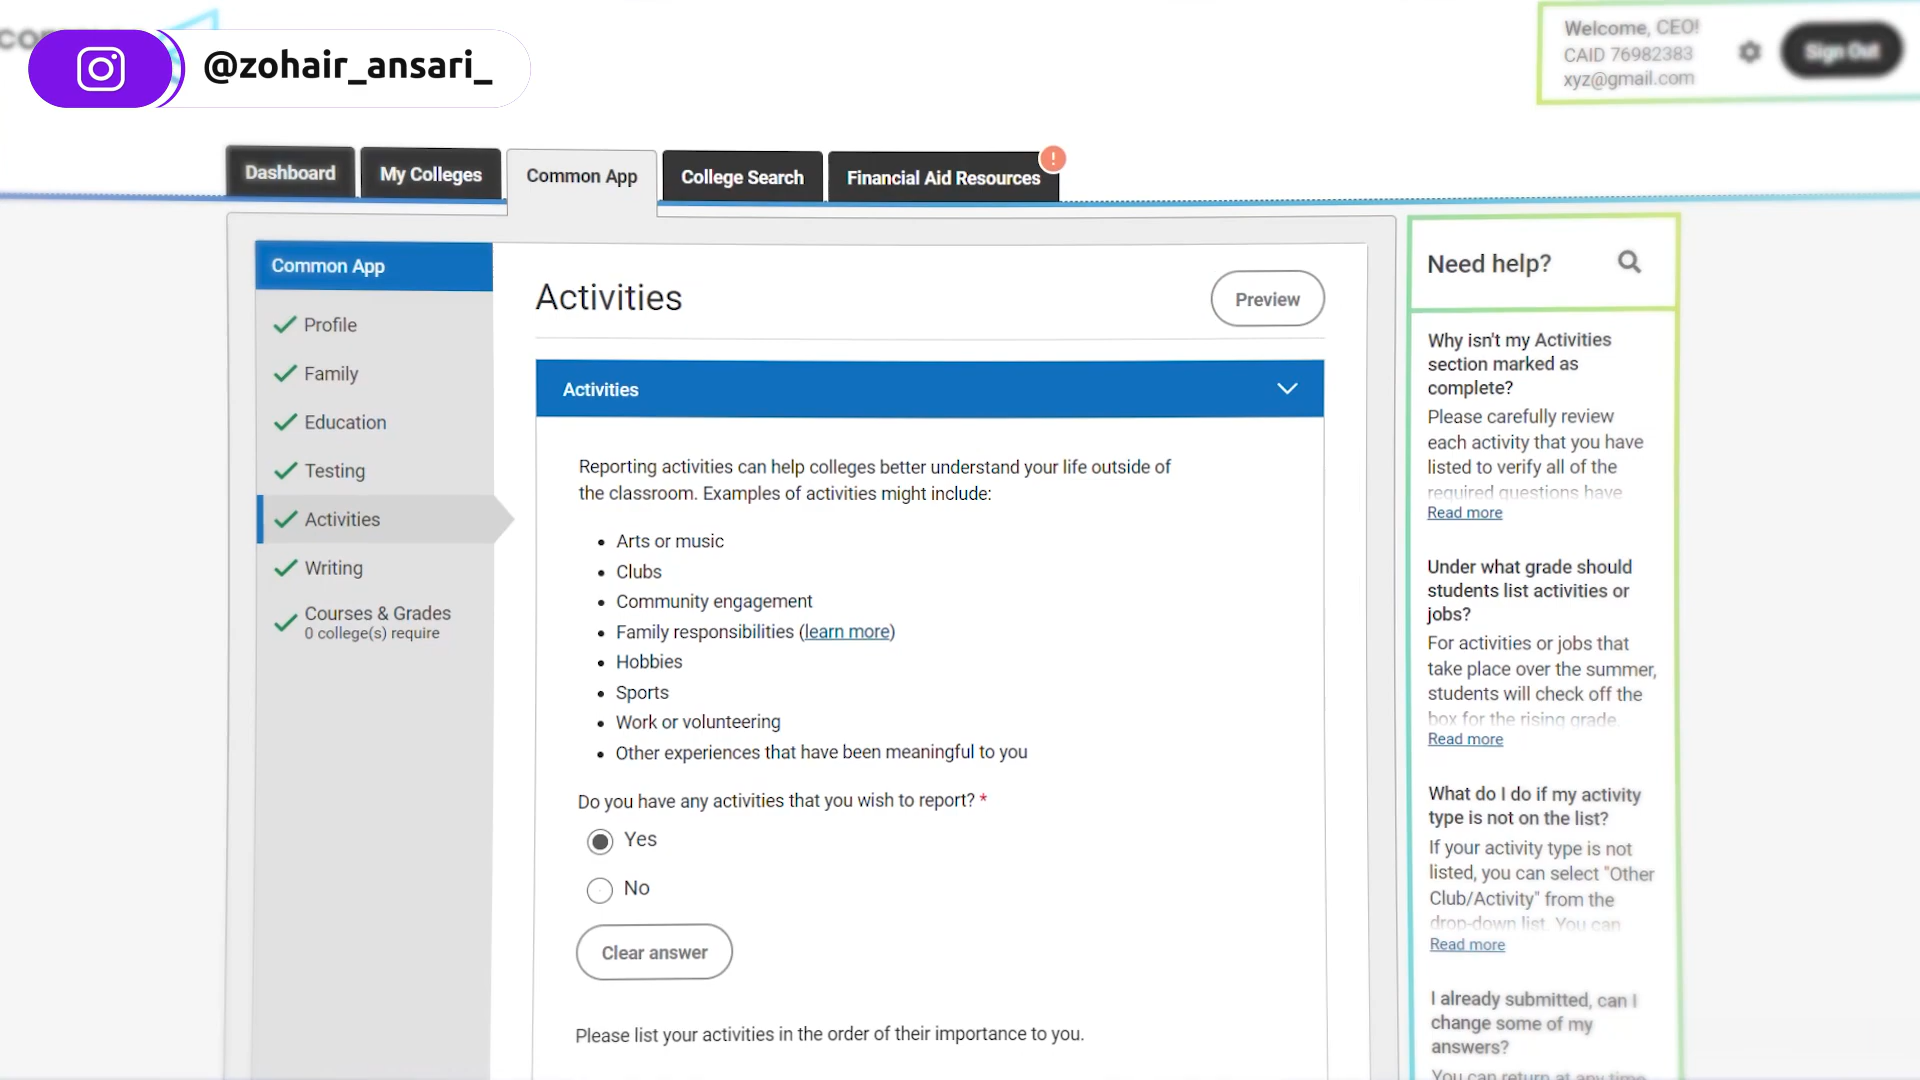 @zohair_ansari_
Welcome, CEO!
CAID 76982383
xyz@gmail.com
Sign Out
Dashboard
My Colleges
Common App
College Search
Financial Aid Resources
!
Common App
Profile
Family
Education
Testing
Activities
Writing
Courses & Grades
0 college(s) require
Activities
Preview
Activities
Reporting activities can help colleges better understand your life outside of
the classroom. Examples of activities might include:
• Arts or music
• Clubs
• Community engagement
• Family responsibilities (learn more)
• Hobbies
• Sports
• Work or volunteering
• Other experiences that have been meaningful to you
Do you have any activities that you wish to report? *
Yes
No
Clear answer
Please list your activities in the order of their importance to you.
Need help?
Why isn't my Activities
section marked as
complete?
Please carefully review
each activity that you have
listed to verify all of the
required questions have
Read more
Under what grade should
students list activities or
jobs?
For activities or jobs that
take place over the summer,
students will check off the
box for the rising grade.
Read more
What do I do if my activity
type is not on the list?
If your activity type is not
listed, you can select "Other
Club/Activity" from the
drop-down list. You can
Read more
I already submitted, can I
change some of my
answers?
You can return at any time